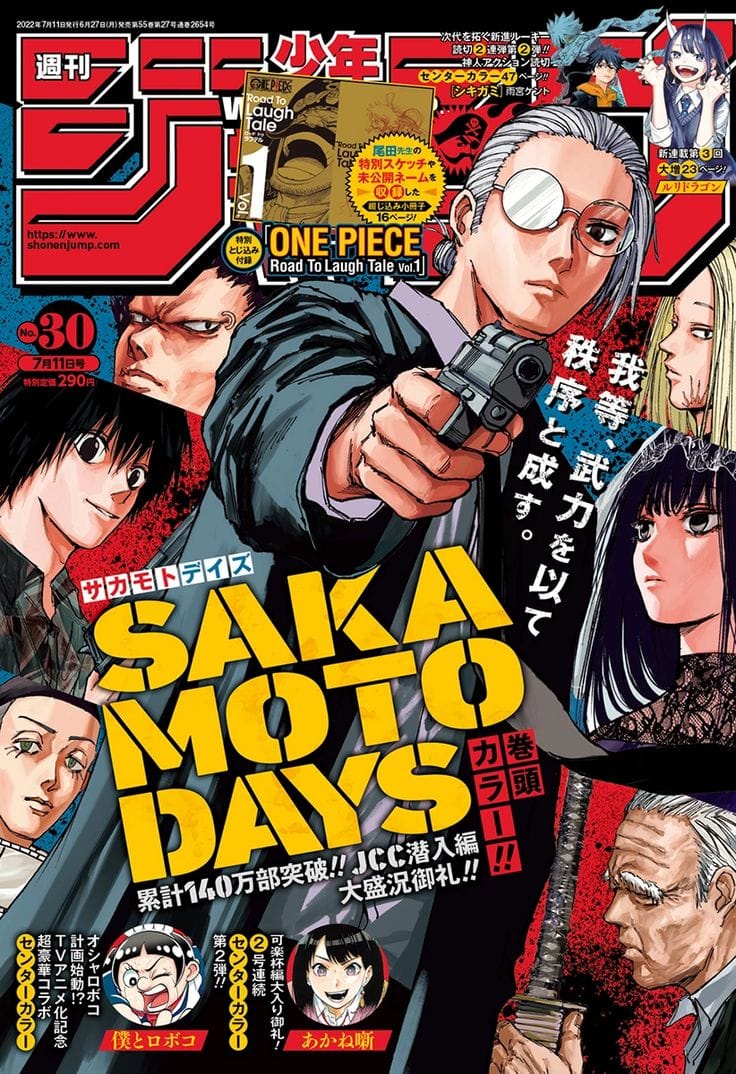 2022年7月11日発行6月27日(月)発売第55巻第27号通巻2654号
週刊
少年
ジャンプ
次代を拓く新進ルーキー
読切2連弾第2弾!!
神人アクション読切
センターカラー47ページ!!
[シキガミ]雨宮ケント
新連載第3回
大増23ページ!
ルリドラゴン
ONE PIECE
Road To
Laugh
Tale
1
Vol.
尾田先生の
特別スケッチや
未公開ネームを
収録した
綴じ込み小冊子
16ページ!
https://www.
shonenjump.com
特別
とじ込み
付録
「ONE PIECE
Road To Laugh Tale Vol.1」
No.30
7月11日号
特別定価290円
我等、武力を以て
秩序と成す。
サカモトデイズ
SAKA
MOTO
DAYS
巻頭
カラー!!
累計140万部突破!! JCC潜入編
大盛況御礼!!
オシャロボコ
計画始動!?
TVアニメ化記念
超豪華コラボ
センターカラー
僕とロボコ
可楽杯編大入り御礼!
2号連続
センターカラー
第2弾!!
あかね噺